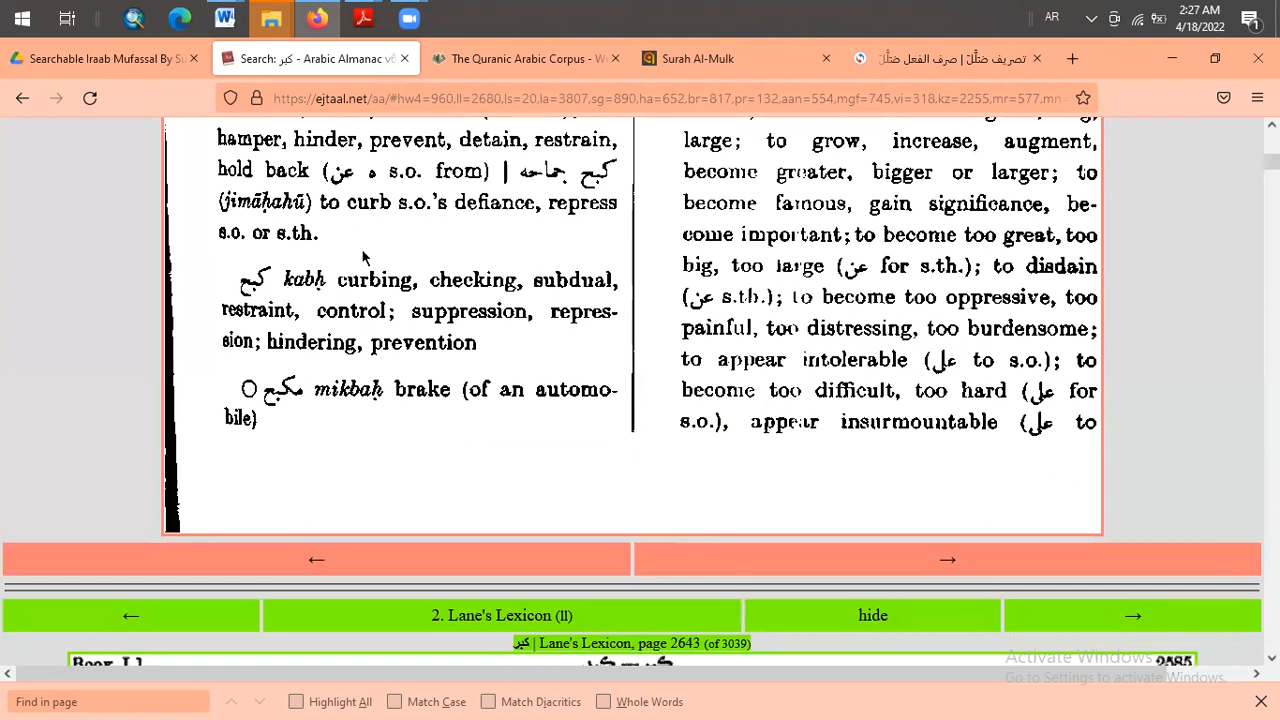 AR
2:27 AM
4/18/2022
Searchable Iraab Mufassal By Su
Search: كبر - Arabic Almanac v6
The Quranic Arabic Corpus - Wo
Surah Al-Mulk
https://ejtaal.net/aa/#hw4=960,ll=2680,ls=20,la=3807,sg=890,ha=652,br=817,pr=132,aan=554,mgf=745,vi=318,kz=2255,mr=577,mn=
hamper, hinder, prevent, detain, restrain,
hold back (عن ه s.o. from) | كبح جماحه
(jimāḥahū) to curb s.o.'s defiance, repress
s.o. or s.th.
كبح kabḥ curbing, checking, subdual,
restraint, control; suppression, repres-
sion; hindering, prevention
O مكبح mikbaḥ brake (of an automo-
bile)
large; to grow, increase, augment,
become greater, bigger or larger; to
become famous, gain significance, be-
come important; to become too great, too
big, too large (عن for s.th.); to disdain
(عن s.th.); to become too oppressive, too
painful, too distressing, too burdensome;
to appear intolerable (على to s.o.); to
become too difficult, too hard (على for
s.o.), appear insurmountable (على to
← →
← 2. Lane's Lexicon (ll) hide →
كبر | Lane's Lexicon, page 2643 (of 3039)
2585
Activate Windows
Go to Settings to activate Windows.
Find in page Highlight All Match Case Match Diacritics Whole Words